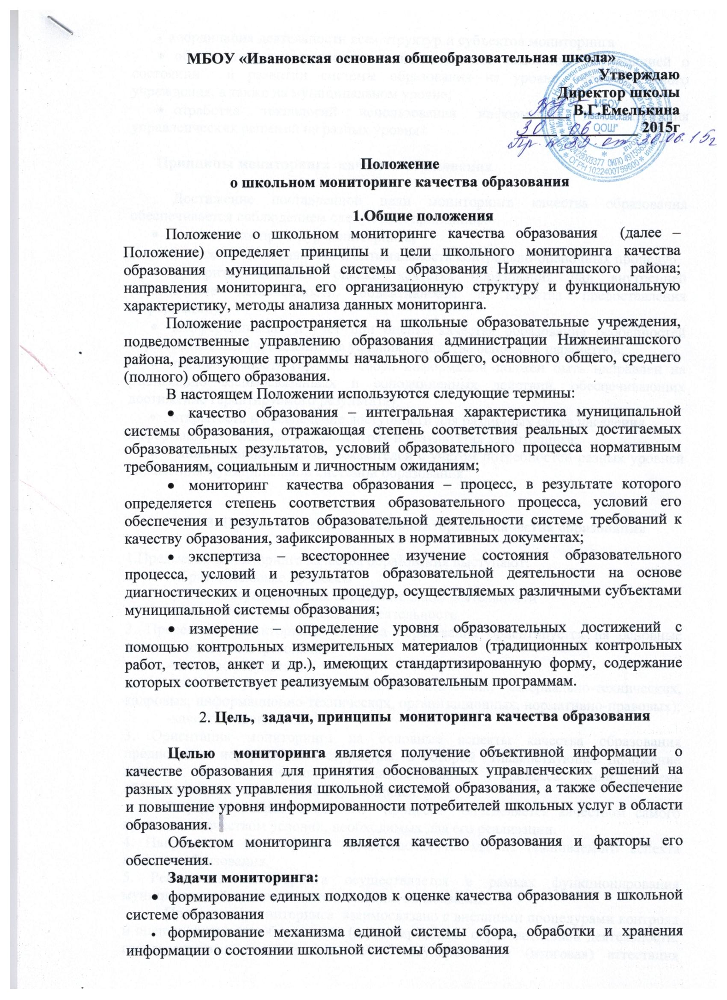 МБОУ «Ивановская основная общеобразовательная школа»
Утверждаю
Директор школы
В.Г.Емелькина
30 06. 2015г
Пр. № 35. от 30.06.15г
МБОУ
Ивановская
ООШ"
2428003377 ОКПО 4915563
ОГРН 1022400759600
Положение
о школьном мониторинге качества образования
1.Общие положения
Положение о школьном мониторинге качества образования (далее –
Положение) определяет принципы и цели школьного мониторинга качества
образования муниципальной системы образования Нижнеингашского района;
направления мониторинга, его организационную структуру и функциональную
характеристику, методы анализа данных мониторинга.
Положение распространяется на школьные образовательные учреждения,
подведомственные управлению образования администрации Нижнеингашского
района, реализующие программы начального общего, основного общего, среднего
(полного) общего образования.
В настоящем Положении используются следующие термины:
• качество образования – интегральная характеристика муниципальной
системы образования, отражающая степень соответствия реальных достигаемых
образовательных результатов, условий образовательного процесса нормативным
требованиям, социальным и личностным ожиданиям;
• мониторинг качества образования – процесс, в результате которого
определяется степень соответствия образовательного процесса, условий его
обеспечения и результатов образовательной деятельности системе требований к
качеству образования, зафиксированных в нормативных документах;
• экспертиза – всестороннее изучение состояния образовательного
процесса, условий и результатов образовательной деятельности на основе
диагностических и оценочных процедур, осуществляемых различными субъектами
муниципальной системы образования;
• измерение – определение уровня образовательных достижений с
помощью контрольных измерительных материалов (традиционных контрольных
работ, тестов, анкет и др.), имеющих стандартизированную форму, содержание
которых соответствует реализуемым образовательным программам.
2. Цель, задачи, принципы мониторинга качества образования
Целью мониторинга является получение объективной информации о
качестве образования для принятия обоснованных управленческих решений на
разных уровнях управления школьной системой образования, а также обеспечение
и повышение уровня информированности потребителей школьных услуг в области
образования.
Объектом мониторинга является качество образования и факторы его
обеспечения.
Задачи мониторинга:
• формирование единых подходов к оценке качества образования в школьной
системе образования
• формирование механизма единой системы сбора, обработки и хранения
информации о состоянии школьной системы образования